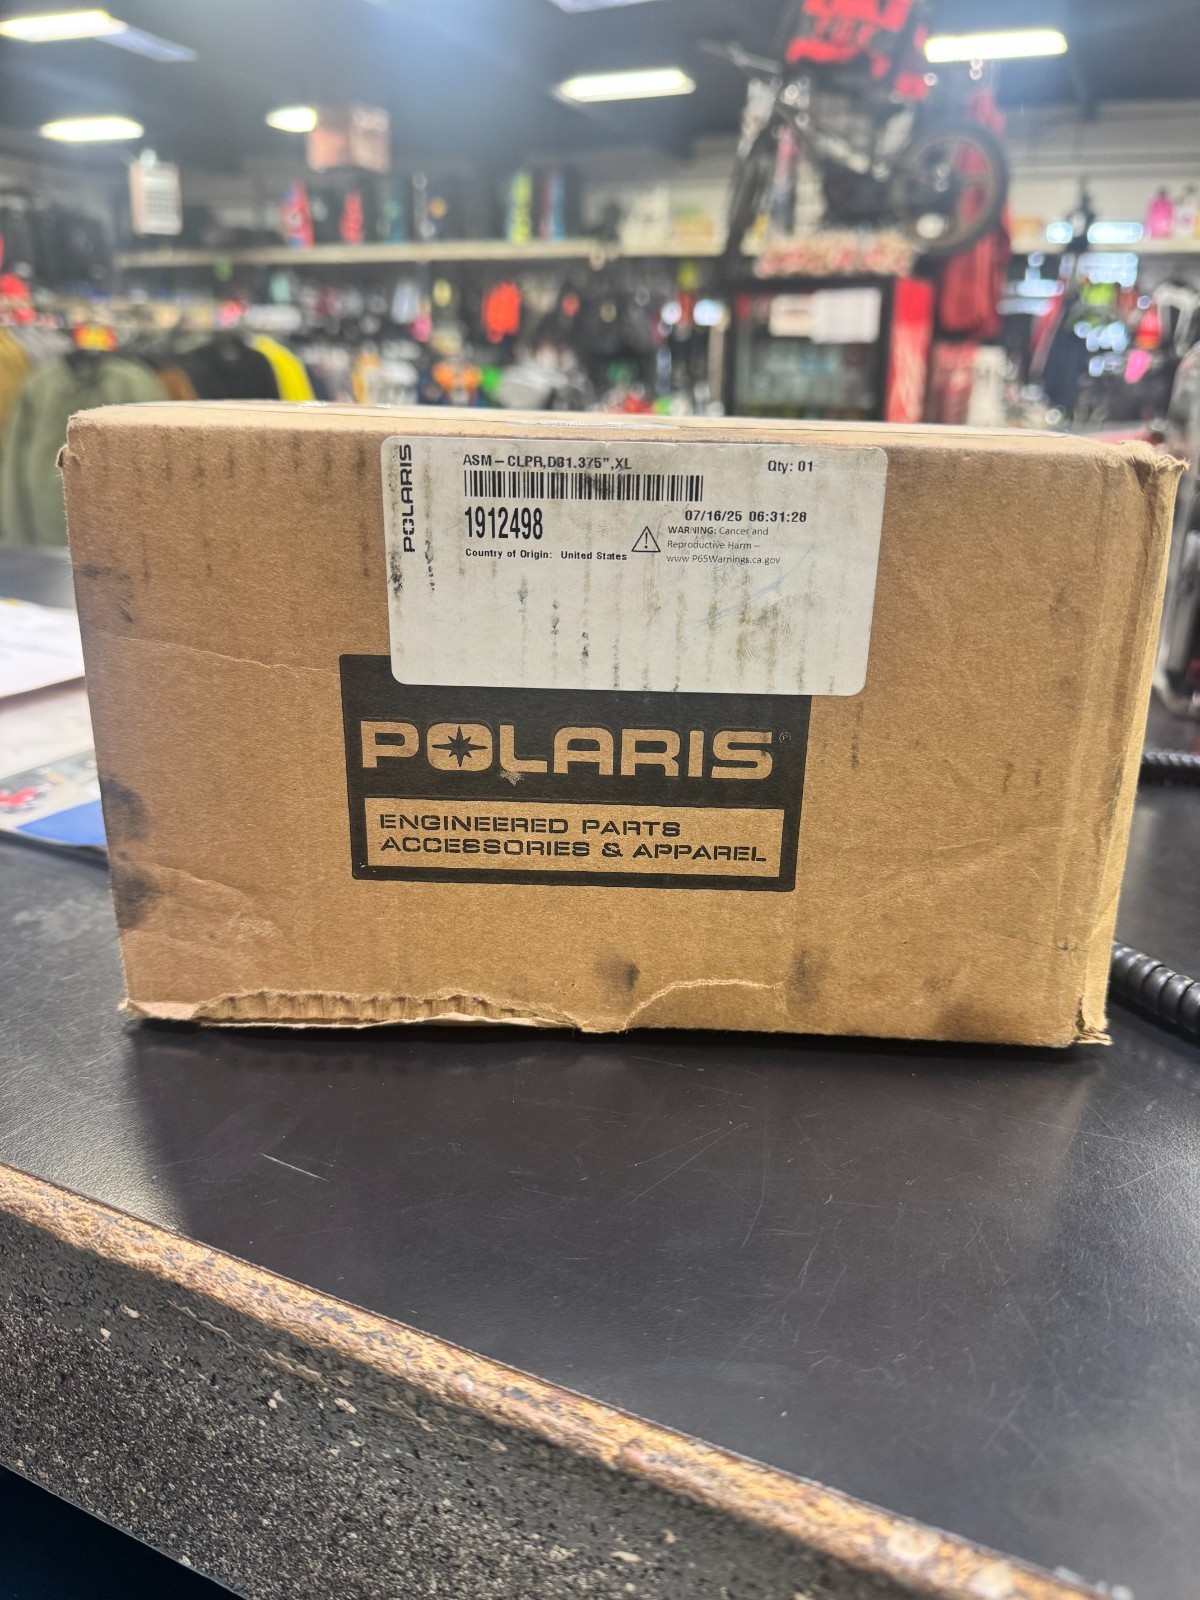 POLARIS
ASM-CLPR,DB1.375",XL
Qty: 01
1912498
07/16/25 06:31:28
Country of Origin: United States
WARNING: Cancer and
Reproductive Harm –
www.P65Warnings.ca.gov
POLARIS®
ENGINEERED PARTS
ACCESSORIES & APPAREL